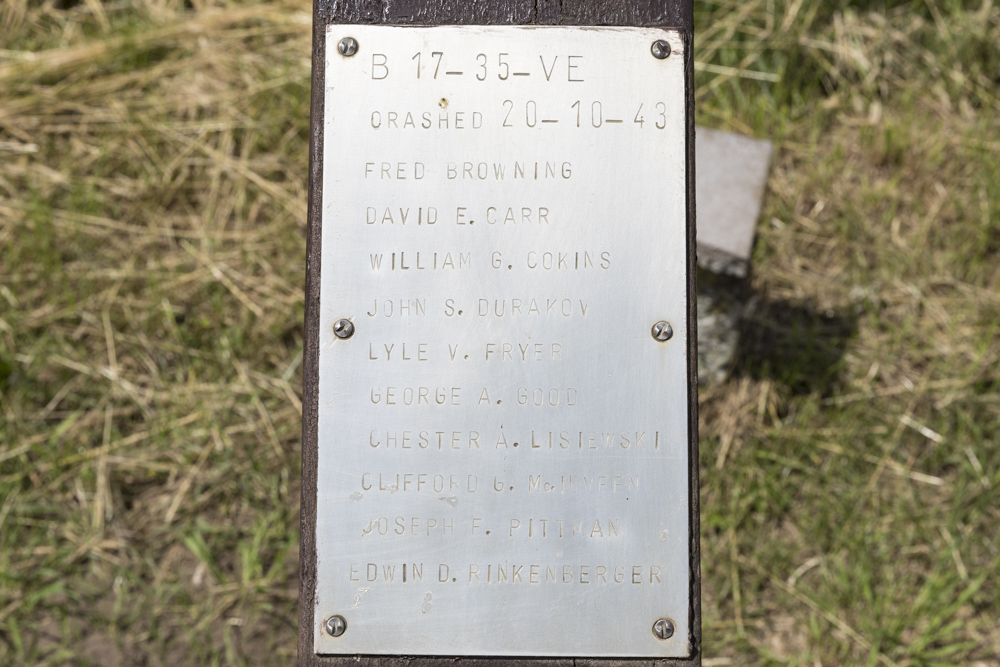 B 17-35-VE
CRASHED 20-10-43
FRED BROWNING
DAVID E. CARR
WILLIAM G. COKINS
JOHN S. DURAKOV
LYLE V. FRYER
GEORGE A. GOOD
CHESTER A. LISIEWSKI
CLIFFORD G.
JOSEPH F. PITTMAN
EDWIN D. RINKENBERGER